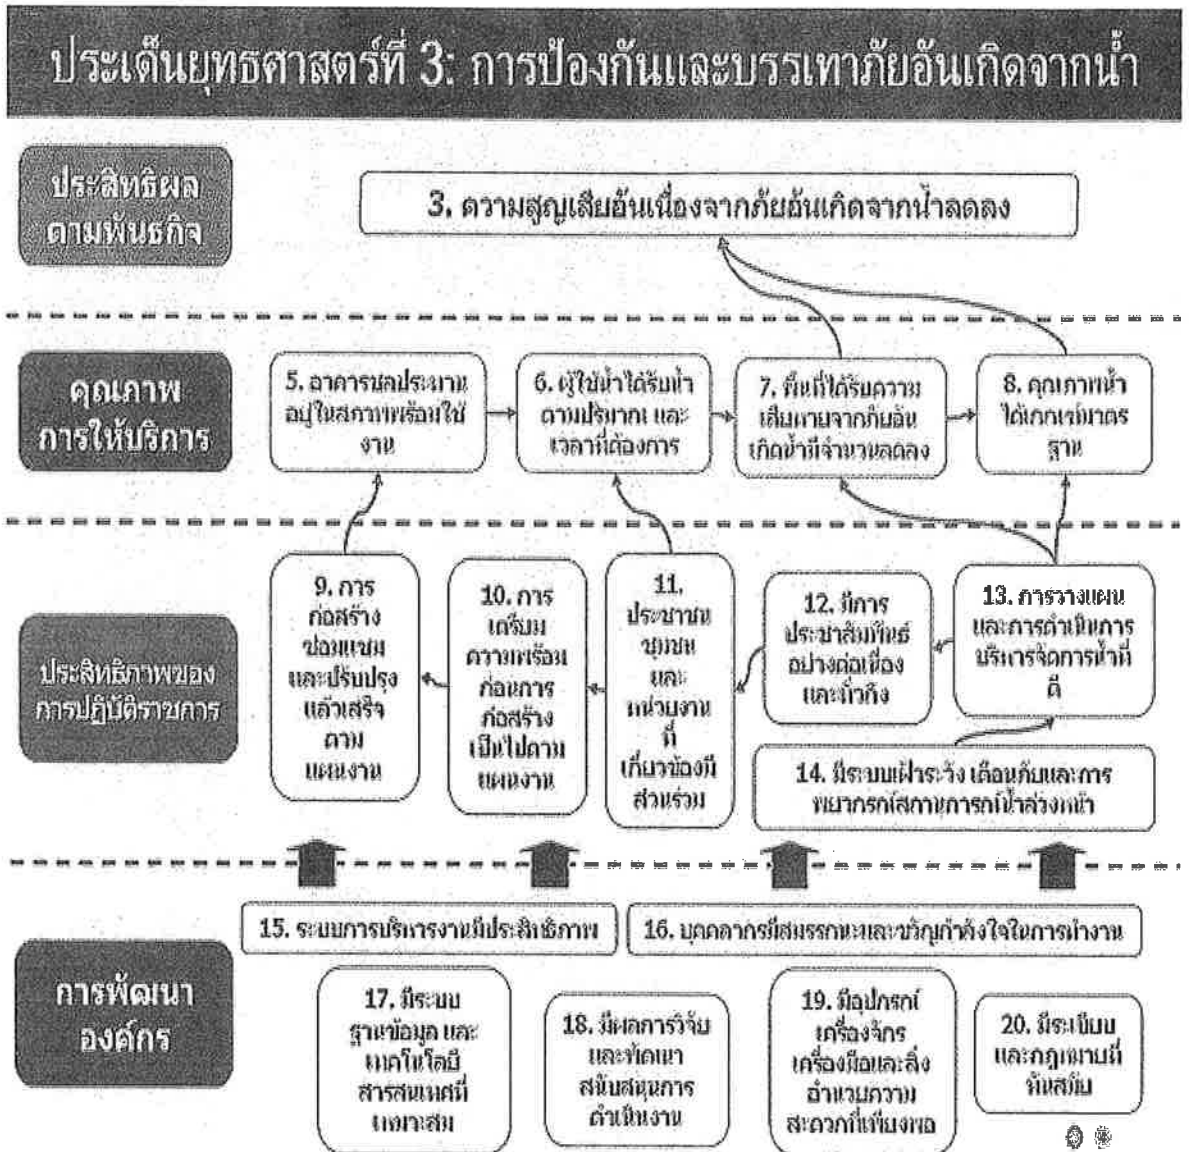 ประเด็นยุทธศาสตร์ที่ 3: การป้องกันและบรรเทาภัยอันเกิดจากน้ำ
ประสิทธิผล
ตามพันธกิจ
3. ความสูญเสียอันเนื่องจากภัยอันเกิดจากน้ำลดลง
คุณภาพ
การให้บริการ
5. อาคารชลประทาน
อยู่ในสภาพพร้อมใช้
งาน
6. ผู้ใช้น้ำได้รับน้ำ
ตามปริมาณ และ
เวลาที่ต้องการ
7. พื้นที่ได้รับความ
เสียหายจากภัยอัน
เกิดน้ำมีจำนวนลดลง
8. คุณภาพน้ำ
ได้เกณฑ์มาตร
ฐาน
ประสิทธิภาพของ
การปฏิบัติราชการ
9. การ
ก่อสร้าง
ซ่อมแซม
และปรับปรุง
แล้วเสร็จ
ตาม
แผนงาน
10. การ
เตรียม
ความพร้อม
ก่อนการ
ก่อสร้าง
เป็นไปตาม
แผนงาน
11.
ประชาชน
ชุมชน
และ
หน่วยงาน
ที่
เกี่ยวข้องมี
ส่วนร่วม
12. มีการ
ประชาสัมพันธ์
อย่างต่อเนื่อง
และทั่วถึง
13. การวางแผน
และการดำเนินการ
บริหารจัดการน้ำที่
ดี
14. มีระบบเฝ้าระวัง เตือนภัยและการ
พยากรณ์สถานการณ์น้ำล่วงหน้า
การพัฒนา
องค์กร
15. ระบบการบริหารงานมีประสิทธิภาพ
16. บุคลากรมีสมรรถนะและขวัญกำลังใจในการทำงาน
17. มีระบบ
ฐานข้อมูล และ
เทคโนโลยี
สารสนเทศที่
เหมาะสม
18. มีผลการวิจัย
และพัฒนา
สนับสนุนการ
ดำเนินงาน
19. มีอุปกรณ์
เครื่องจักร
เครื่องมือและสิ่ง
อำนวยความ
สะดวกที่เพียงพอ
20. มีระเบียบ
และกฎหมายที่
ทันสมัย